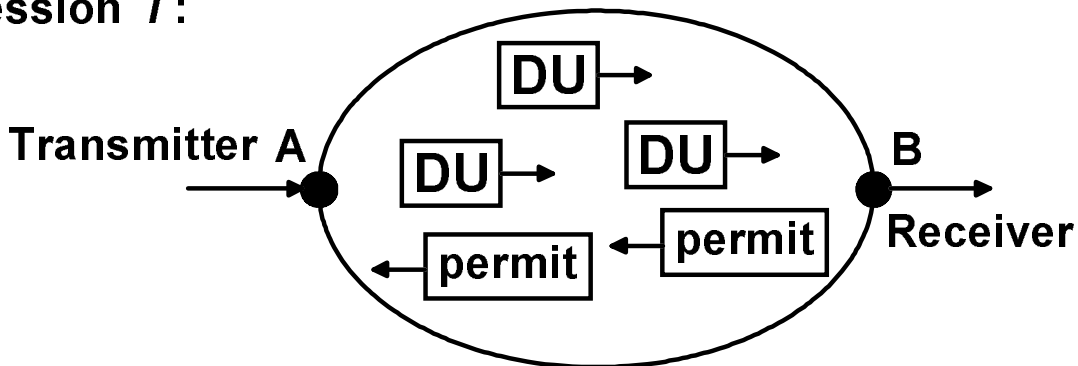 DU
Transmitter A
DU
DU
B
permit
permit
Receiver